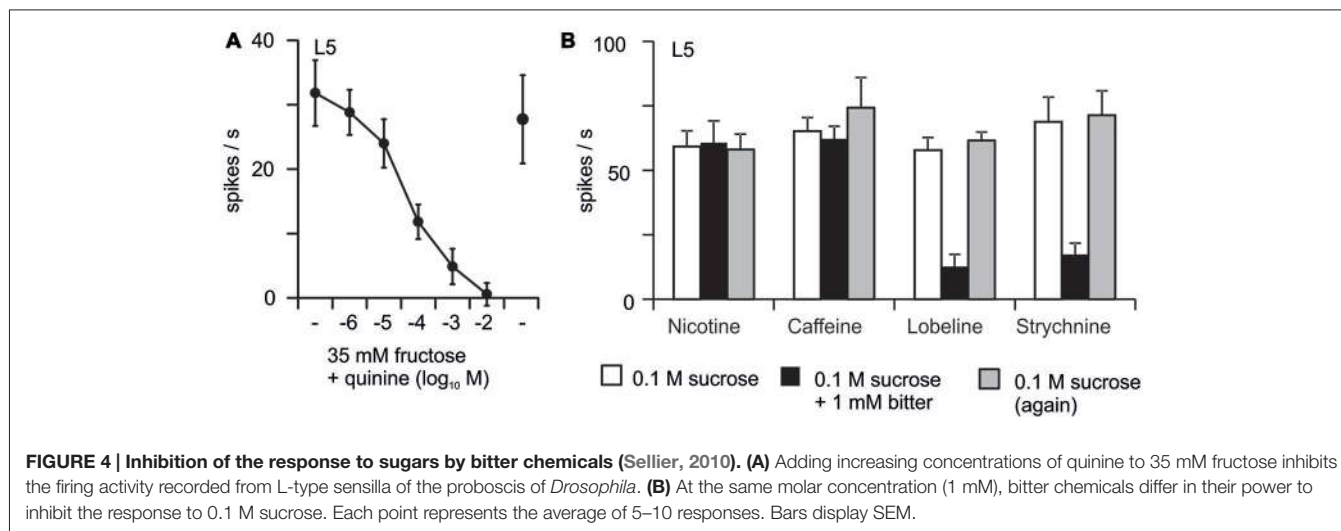 A
L5
40
20
0
spikes / s
- -6 -5 -4 -3 -2 -
35 mM fructose
+ quinine (log₁₀ M)
B
L5
100
50
0
spikes / s
Nicotine Caffeine Lobeline Strychnine
0.1 M sucrose
0.1 M sucrose
+ 1 mM bitter
0.1 M sucrose
(again)
FIGURE 4 | Inhibition of the response to sugars by bitter chemicals (Sellier, 2010). (A) Adding increasing concentrations of quinine to 35 mM fructose inhibits
the firing activity recorded from L-type sensilla of the proboscis of Drosophila. (B) At the same molar concentration (1 mM), bitter chemicals differ in their power to
inhibit the response to 0.1 M sucrose. Each point represents the average of 5–10 responses. Bars display SEM.